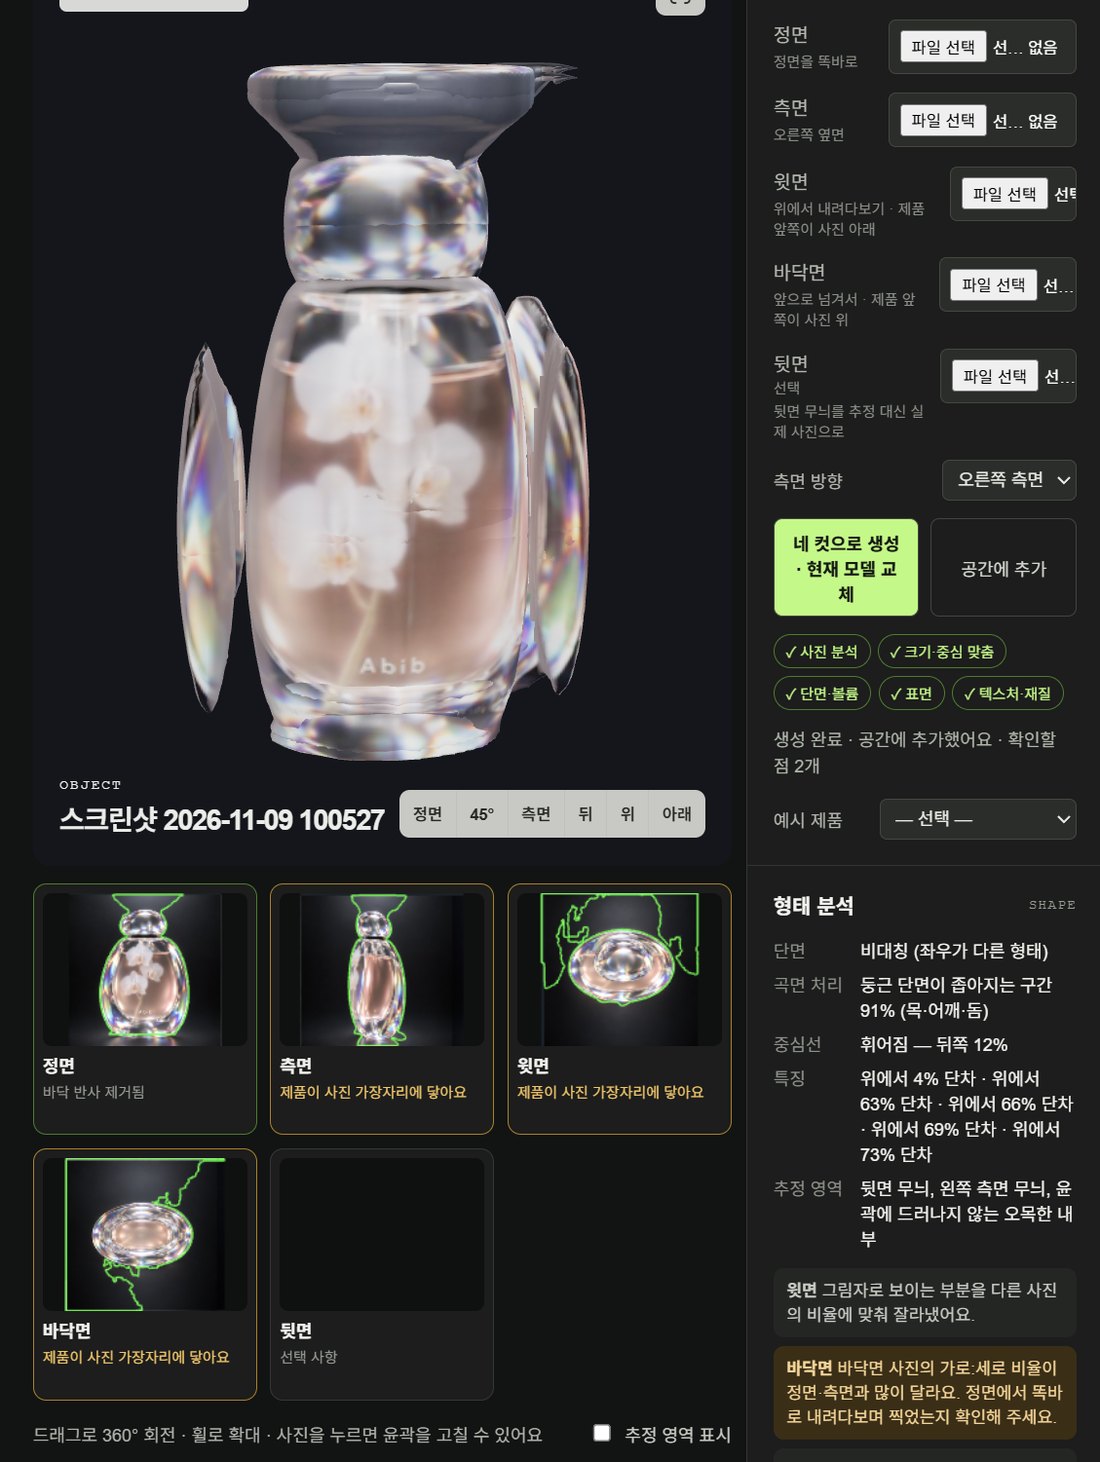 정면
정면을 똑바로
파일 선택 선… 없음
측면
오른쪽 옆면
파일 선택 선… 없음
윗면
위에서 내려다보기 · 제품
앞쪽이 사진 아래
파일 선택
바닥면
앞으로 넘겨서 · 제품 앞
쪽이 사진 위
파일 선택 선…
뒷면
선택
뒷면 무늬를 추정 대신 실
제 사진으로
파일 선택 선…
측면 방향
오른쪽 측면
네 컷으로 생성
· 현재 모델 교
체
공간에 추가
✓ 사진 분석
✓ 크기·중심 맞춤
✓ 단면·볼륨
✓ 표면
✓ 텍스처·재질
생성 완료 · 공간에 추가했어요 · 확인할
점 2개
예시 제품
— 선택 —
Abib
OBJECT
스크린샷 2026-11-09 100527
정면
45°
측면
뒤
위
아래
정면
바닥 반사 제거됨
측면
제품이 사진 가장자리에 닿아요
윗면
제품이 사진 가장자리에 닿아요
바닥면
제품이 사진 가장자리에 닿아요
뒷면
선택 사항
드래그로 360° 회전 · 휠로 확대 · 사진을 누르면 윤곽을 고칠 수 있어요
추정 영역 표시
형태 분석
SHAPE
단면
비대칭 (좌우가 다른 형태)
곡면 처리
둥근 단면이 좁아지는 구간
91% (목·어깨·돔)
중심선
휘어짐 — 뒤쪽 12%
특징
위에서 4% 단차 · 위에서
63% 단차 · 위에서 66% 단차
· 위에서 69% 단차 · 위에서
73% 단차
추정 영역
뒷면 무늬, 왼쪽 측면 무늬, 윤
곽에 드러나지 않는 오목한 내
부
윗면 그림자로 보이는 부분을 다른 사진
의 비율에 맞춰 잘라냈어요.
바닥면 바닥면 사진의 가로:세로 비율이
정면·측면과 많이 달라요. 정면에서 똑바
로 내려다보며 찍었는지 확인해 주세요.